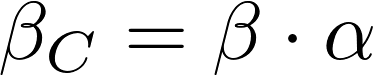 β_C = β · α